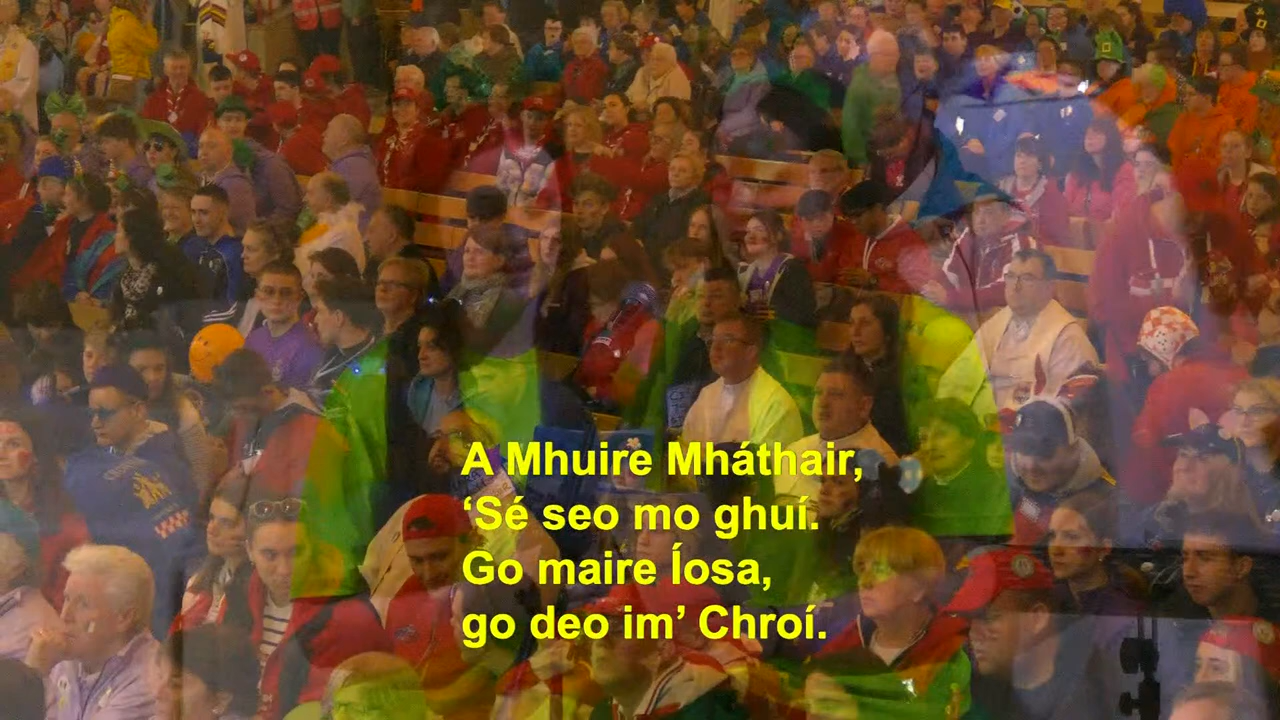 A Mhuire Mháthair,
‘Sé seo mo ghuí.
Go maire Íosa,
go deo im’ Chroí.